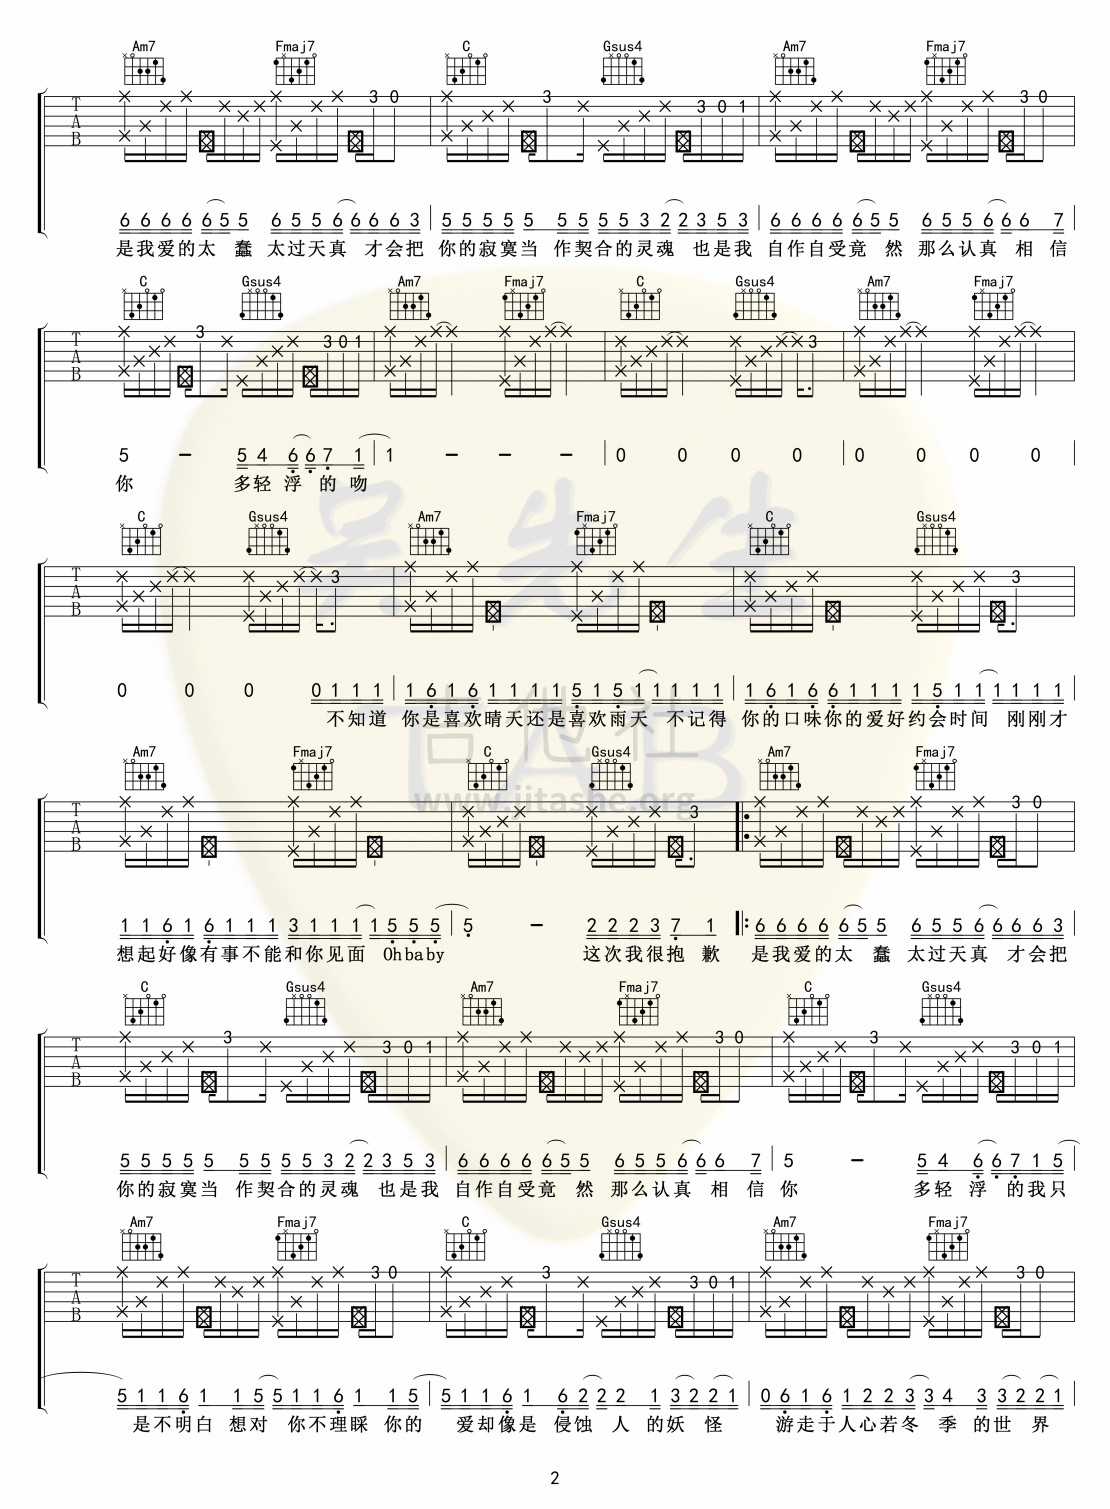 Am7 Fmaj7 C Gsus4 Am7 Fmaj7
T A B 3 0 3 3 0 1 3 0
6 6 6 6 6 5 5 6 5 5 6 6 6 6 3 5 5 5 5 5 5 5 5 5 3 2 2 3 5 3 6 6 6 6 6 5 5 6 5 5 6 6 6 7
是我爱的太 蠢 太过天真 才会把 你的寂寞当 作契合的灵魂 也是我 自作自受竟 然 那么认真 相 信
C Gsus4 Am7 Fmaj7 C Gsus4 Am7 Fmaj7
T A B 3 3 0 1 3
5 – 5 4 6 6 7 1 1 – – – 0 0 0 0 0 0 0 0
你 多轻 浮 的 吻
吴先生
C Gsus4 Am7 Fmaj7 C Gsus4
T A B 3 3
0 0 0 0 1 1 1 1 6 1 6 1 1 1 1 5 1 5 1 1 1 1 1 1 6 1 6 6 1 1 1 1 5 1 1 1 1 1 1
不知道 你是喜欢晴天还是喜欢雨天 不记得 你的口味你的爱好约会时间 刚刚才
吉他社
TAB
www.jitashe.org
Am7 Fmaj7 C Gsus4 Am7 Fmaj7
T A B 3 3 0
1 1 6 1 6 1 1 1 3 1 1 1 1 5 5 5 5 – 2 2 2 3 7 1 6 6 6 6 6 5 5 6 5 5 6 6 6 6 3
想起好像有事不能和你见面 Ohbaby 这次我很抱 歉 是我爱的太 蠢 太过天真 才会把
C Gsus4 Am7 Fmaj7 C Gsus4
T A B 3 3 0 1 3 0 3 3 0 1
5 5 5 5 5 5 5 5 5 3 2 2 3 5 3 6 6 6 6 6 5 5 6 5 5 6 6 6 7 5 – 5 4 6 6 7 1 5
你的寂寞当 作契合的灵魂 也是我 自作自受竟 然 那么认真 相 信 你 多轻 浮 的我只
Am7 Fmaj7 C Gsus4 Am7 Fmaj7
T A B 3 0 3 3 0 1 3 0
5 1 1 6 1 1 5 5 1 1 6 1 1 5 5 1 1 6 1 6 2 2 2 1 3 2 2 1 0 6 1 6 1 2 2 3 3 4 3 3 2 2 1
是不明白 想对 你不理睬 你的 爱却像是 侵蚀 人 的妖 怪 游走于人心若冬 季 的世 界
2